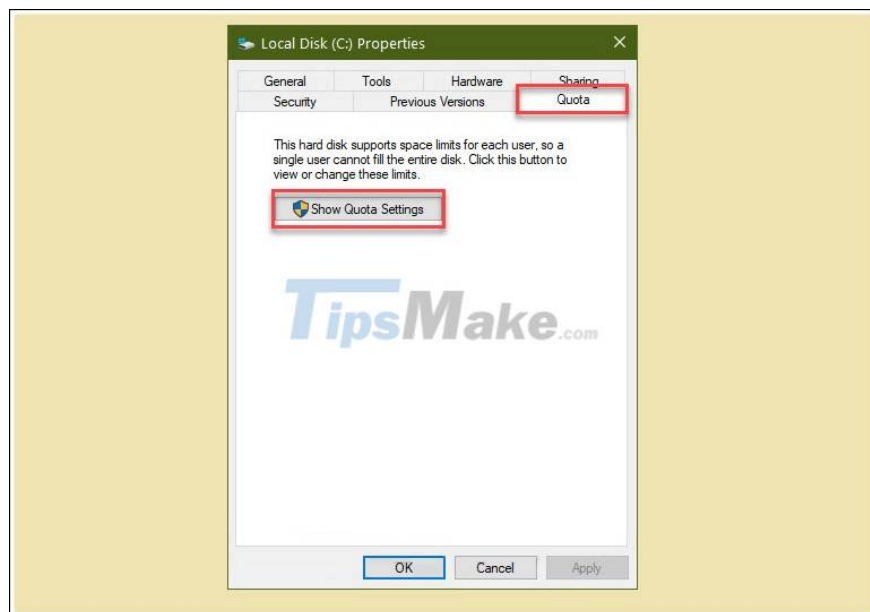 Local Disk (C:) Properties
General Tools Hardware Sharing
Security Previous Versions Quota
This hard disk supports space limits for each user, so a
single user cannot fill the entire disk. Click this button to
view or change these limits.
Show Quota Settings
TipsMake.com
OK Cancel Apply